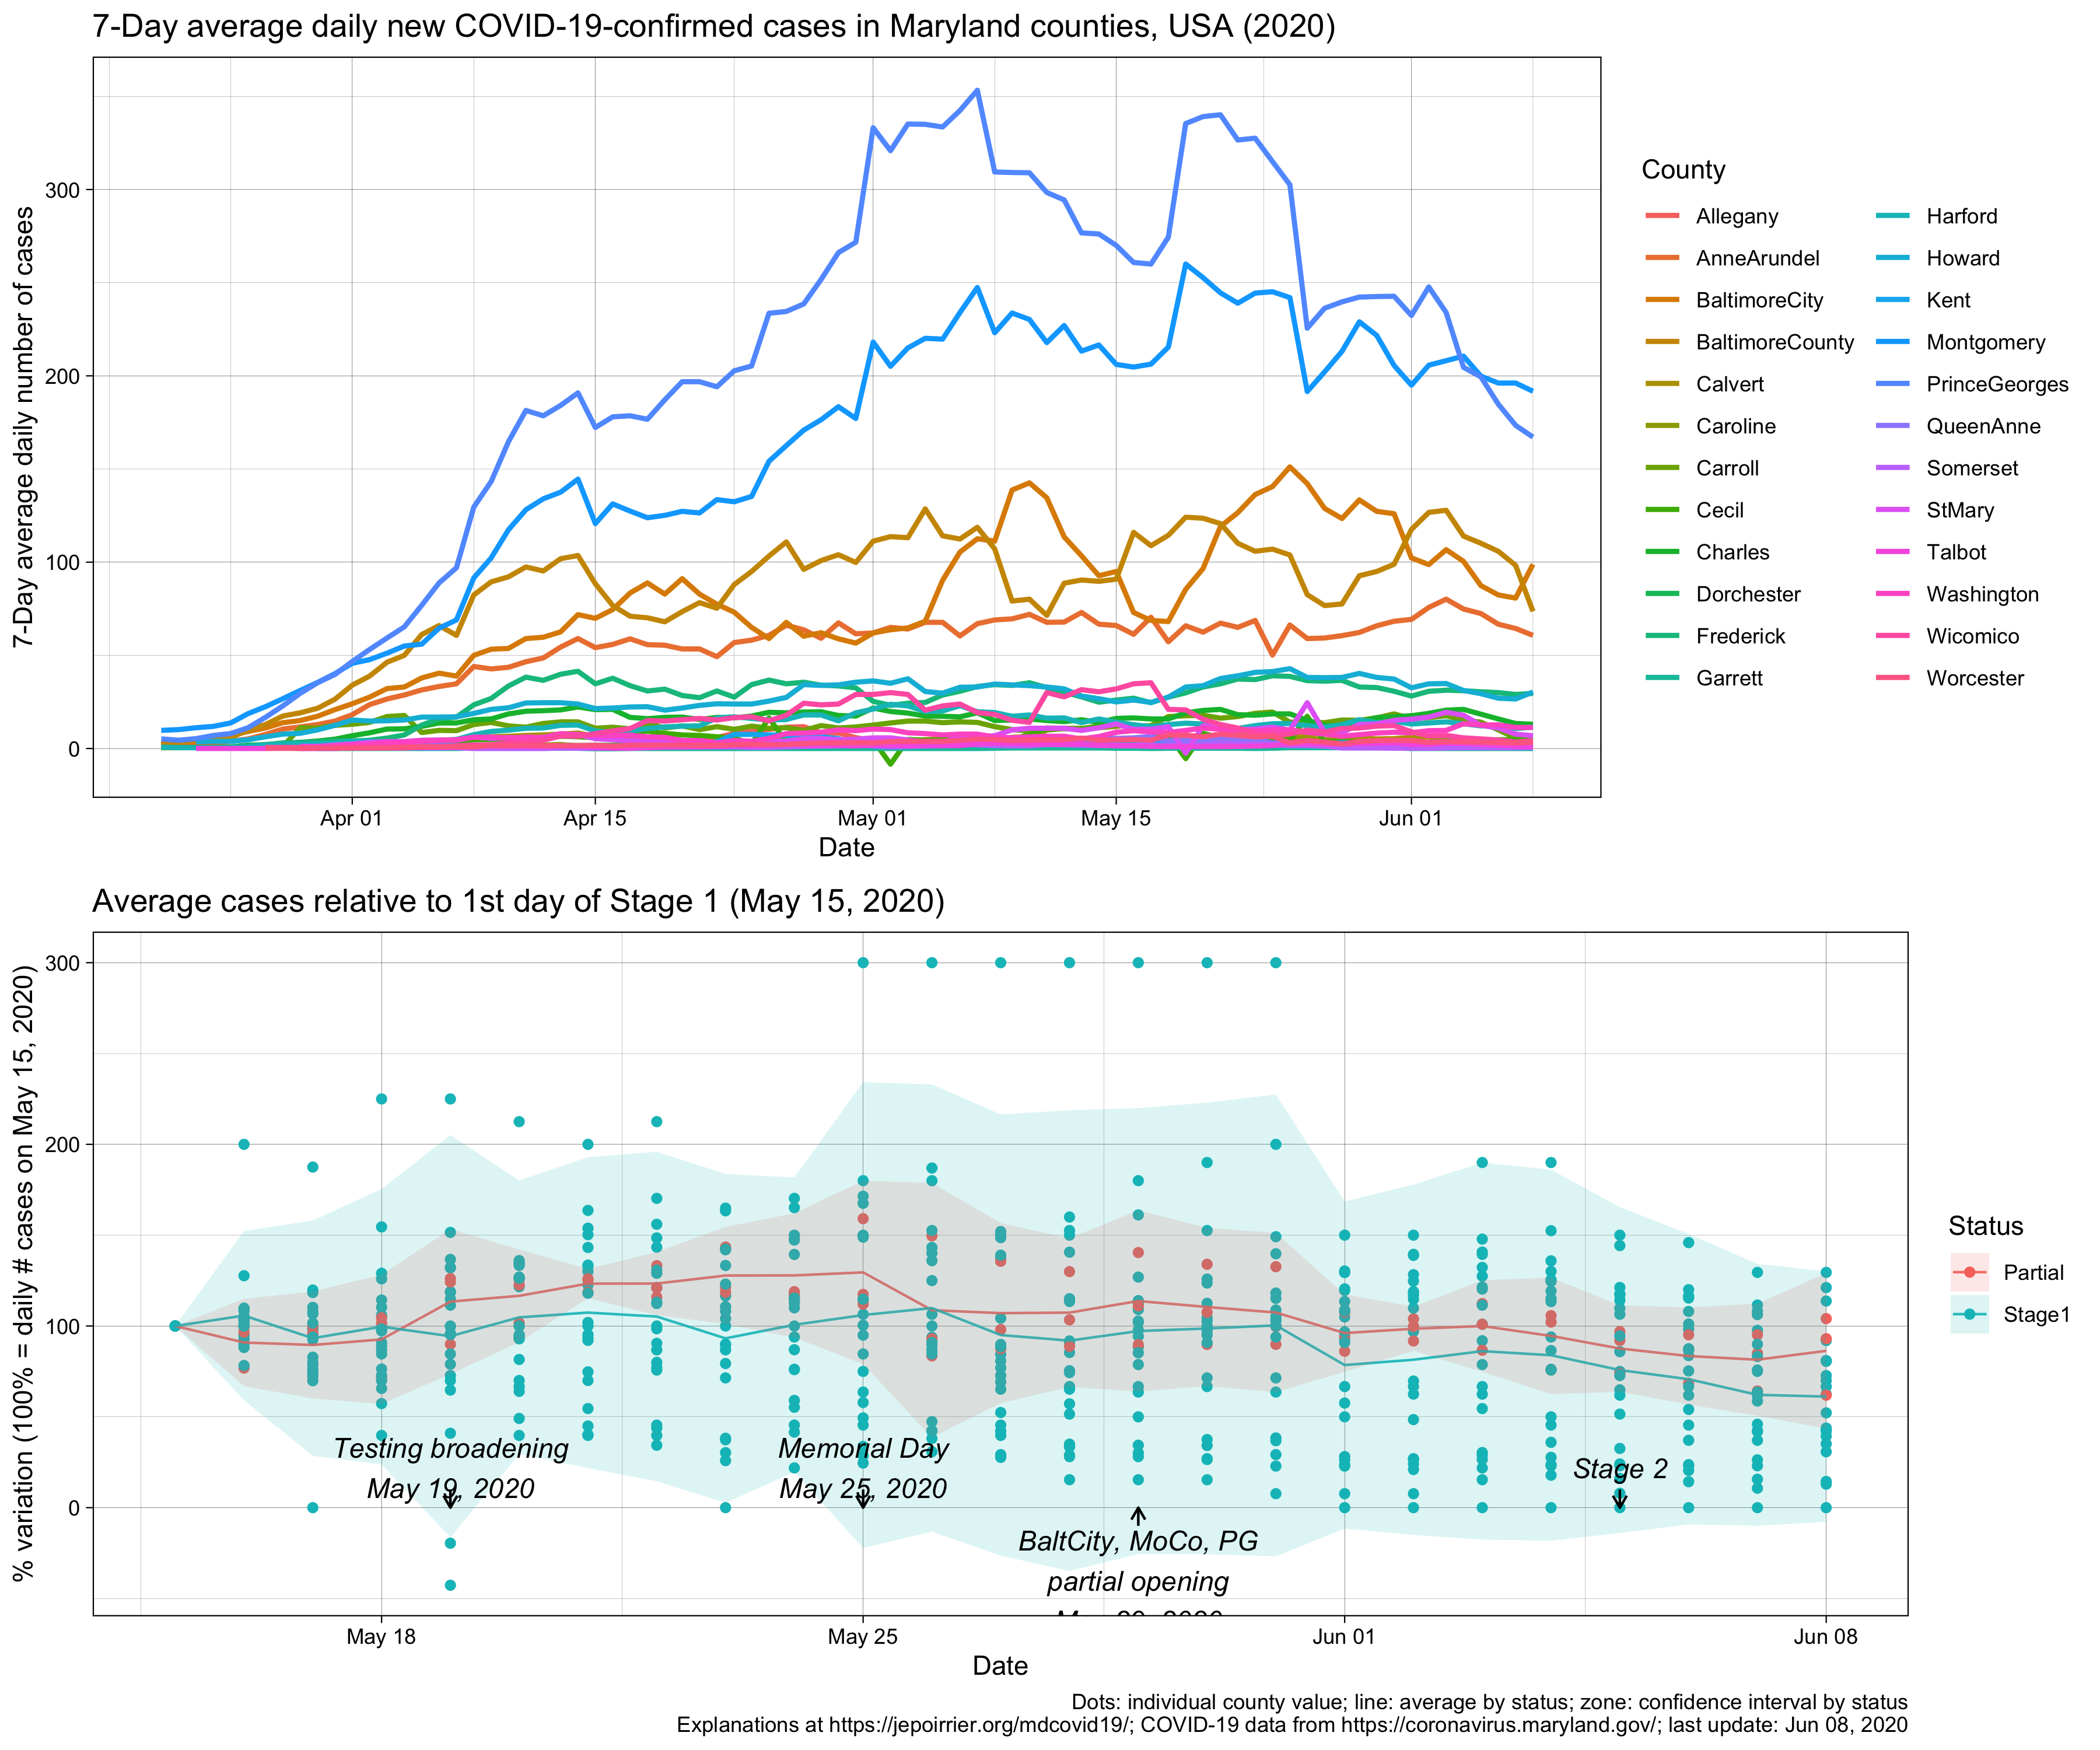 7-Day average daily new COVID-19-confirmed cases in Maryland counties, USA (2020)
7-Day average daily number of cases
300
200
100
0
Apr 01
Apr 15
May 01
May 15
Jun 01
Date
County
Allegany
AnneArundel
BaltimoreCity
BaltimoreCounty
Calvert
Caroline
Carroll
Cecil
Charles
Dorchester
Frederick
Garrett
Harford
Howard
Kent
Montgomery
PrinceGeorges
QueenAnne
Somerset
StMary
Talbot
Washington
Wicomico
Worcester
Average cases relative to 1st day of Stage 1 (May 15, 2020)
% variation (100% = daily # cases on May 15, 2020)
300
200
100
0
Testing broadening
May 19, 2020
Memorial Day
May 25, 2020
BaltCity, MoCo, PG
partial opening
Stage 2
May 18
May 25
Jun 01
Jun 08
Date
Status
Partial
Stage1
Dots: individual county value; line: average by status; zone: confidence interval by status
Explanations at https://jepoirrier.org/mdcovid19/; COVID-19 data from https://coronavirus.maryland.gov/; last update: Jun 08, 2020